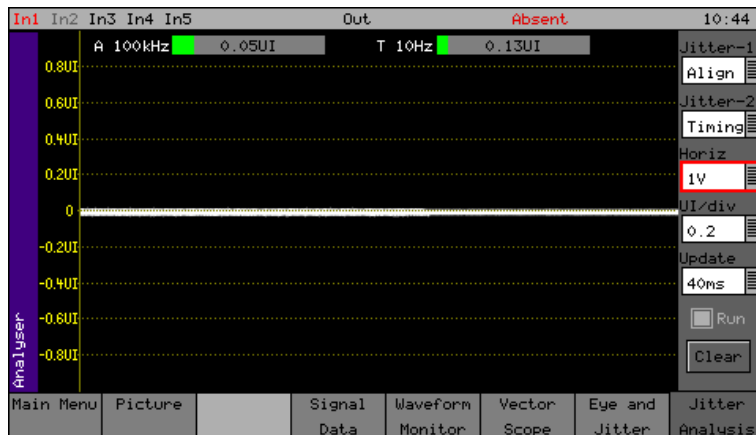 In1 In2 In3 In4 In5 Out Absent 10:44
A 100kHz 0.05UI T 10Hz 0.13UI
Jitter-1
Align
Jitter-2
Timing
Horiz
1V
UI/div
0.2
Update
40ms
Run
Clear
0.8UI
0.6UI
0.4UI
0.2UI
0
-0.2UI
-0.4UI
-0.6UI
-0.8UI
Analyser
Main Menu
Picture
Signal
Data
Waveform
Monitor
Vector
Scope
Eye and
Jitter
Jitter
Analysis